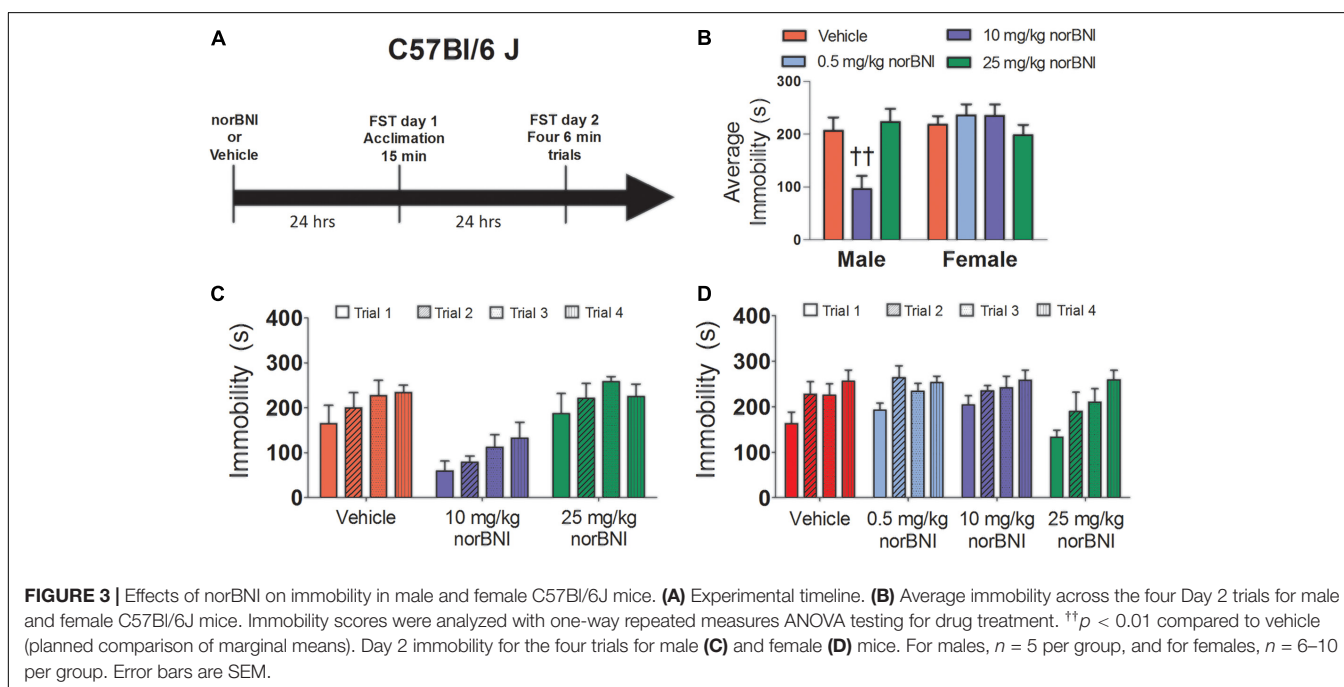 A
C57Bl/6 J
norBNI
or
Vehicle
FST day 1
Acclimation
15 min
FST day 2
Four 6 min
trials
24 hrs
24 hrs
B
Vehicle
10 mg/kg norBNI
0.5 mg/kg norBNI
25 mg/kg norBNI
Average
Immobility (s)
300
200
100
0
††
Male
Female
C
Trial 1
Trial 2
Trial 3
Trial 4
Immobility (s)
400
300
200
100
0
Vehicle
10 mg/kg
norBNI
25 mg/kg
norBNI
D
Trial 1
Trial 2
Trial 3
Trial 4
Immobility (s)
400
300
200
100
0
Vehicle
0.5 mg/kg
norBNI
10 mg/kg
norBNI
25 mg/kg
norBNI
FIGURE 3 | Effects of norBNI on immobility in male and female C57Bl/6J mice. (A) Experimental timeline. (B) Average immobility across the four Day 2 trials for male
and female C57Bl/6J mice. Immobility scores were analyzed with one-way repeated measures ANOVA testing for drug treatment. ††p < 0.01 compared to vehicle
(planned comparison of marginal means). Day 2 immobility for the four trials for male (C) and female (D) mice. For males, n = 5 per group, and for females, n = 6–10
per group. Error bars are SEM.